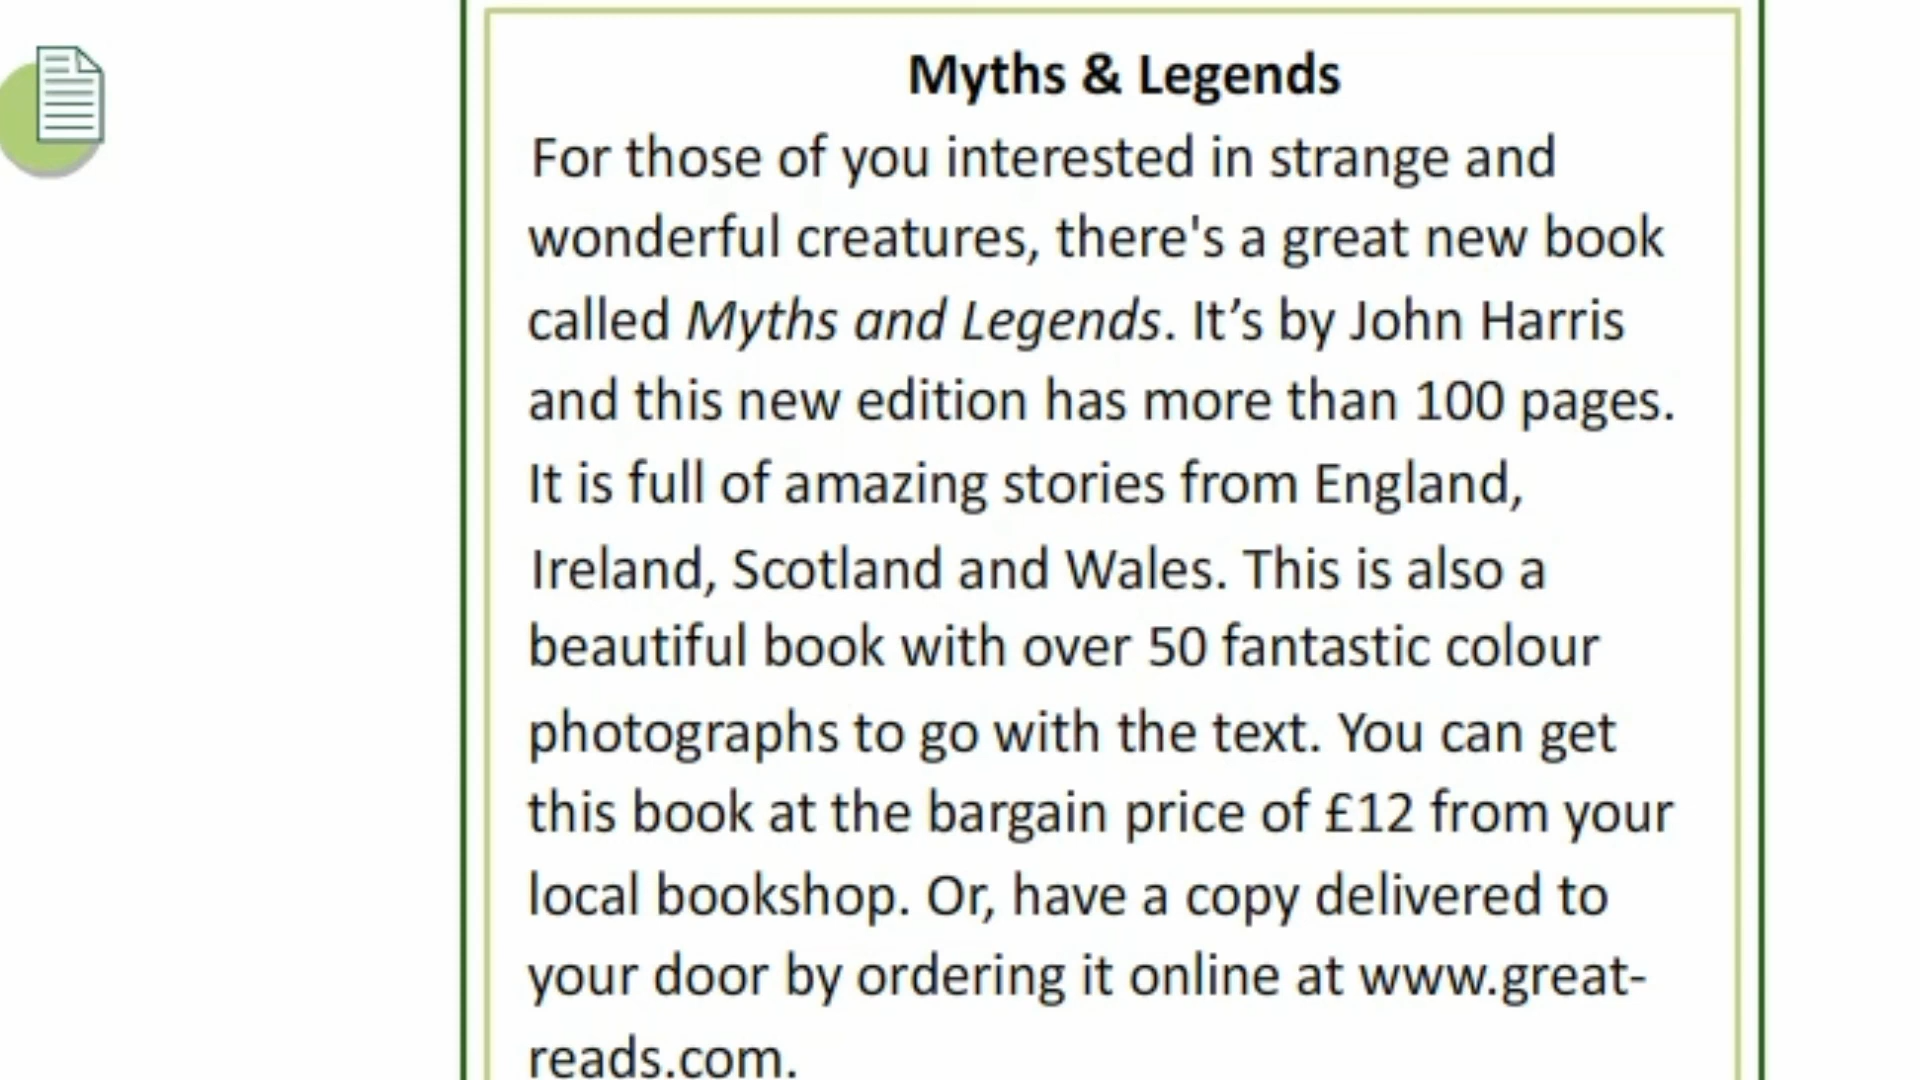 Myths & Legends
For those of you interested in strange and
wonderful creatures, there's a great new book
called Myths and Legends. It’s by John Harris
and this new edition has more than 100 pages.
It is full of amazing stories from England,
Ireland, Scotland and Wales. This is also a
beautiful book with over 50 fantastic colour
photographs to go with the text. You can get
this book at the bargain price of £12 from your
local bookshop. Or, have a copy delivered to
your door by ordering it online at www.great-
reads.com.